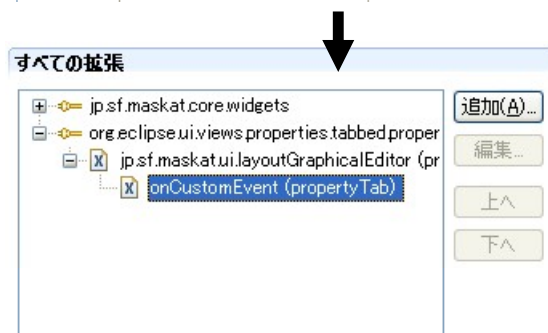 すべての拡張
jp.sf.maskat.core.widgets
追加(A)...
org.eclipse.ui.views.properties.tabbed.proper
jp.sf.maskat.ui.layoutGraphicalEditor (pr
編集...
onCustomEvent (propertyTab)
上へ
下へ